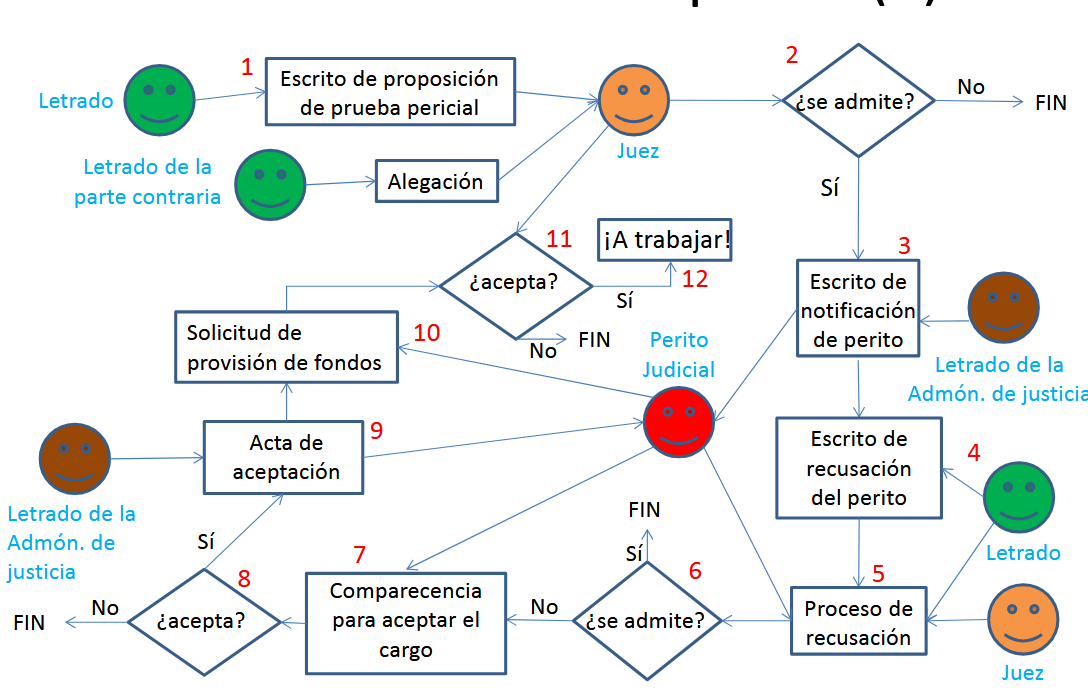 1
Letrado
Escrito de proposición
de prueba pericial
Juez
2
¿se admite?
No
FIN
Letrado de la
parte contraria
Alegación
Sí
11
¿acepta?
¡A trabajar!
12
Sí
No
FIN
3
Escrito de
notificación
de perito
Letrado de la
Admón. de justicia
Solicitud de
provisión de fondos
10
Perito
Judicial
Acta de
aceptación
9
Letrado de la
Admón. de
justicia
Escrito de
recusación
del perito
4
Letrado
FIN
Sí
Sí
8
¿acepta?
No
FIN
7
Comparecencia
para aceptar el
cargo
No
6
¿se admite?
5
Proceso de
recusación
Juez